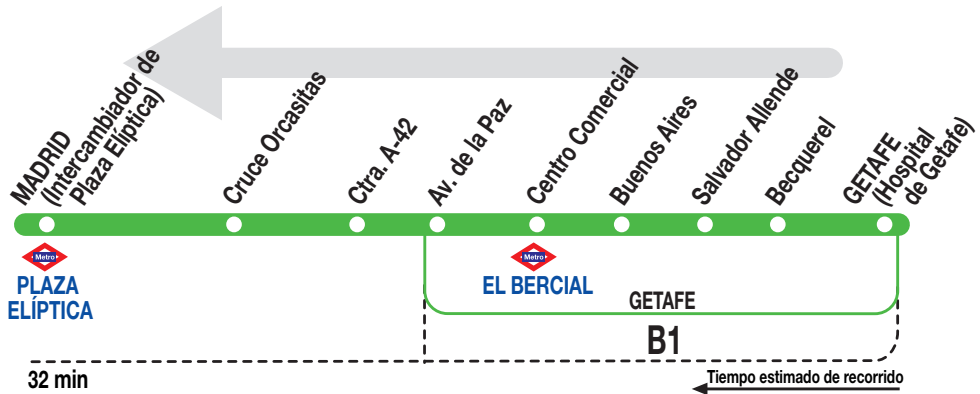 MADRID
(Intercambiador de
Plaza Elíptica)
Cruce Orcasitas
Ctra. A-42
Av. de la Paz
Centro Comercial
Buenos Aires
Salvador Allende
Becquerel
GETAFE
(Hospital
de Getafe)
Metro
PLAZA
ELÍPTICA
Metro
EL BERCIAL
GETAFE
B1
32 min
Tiempo estimado de recorrido